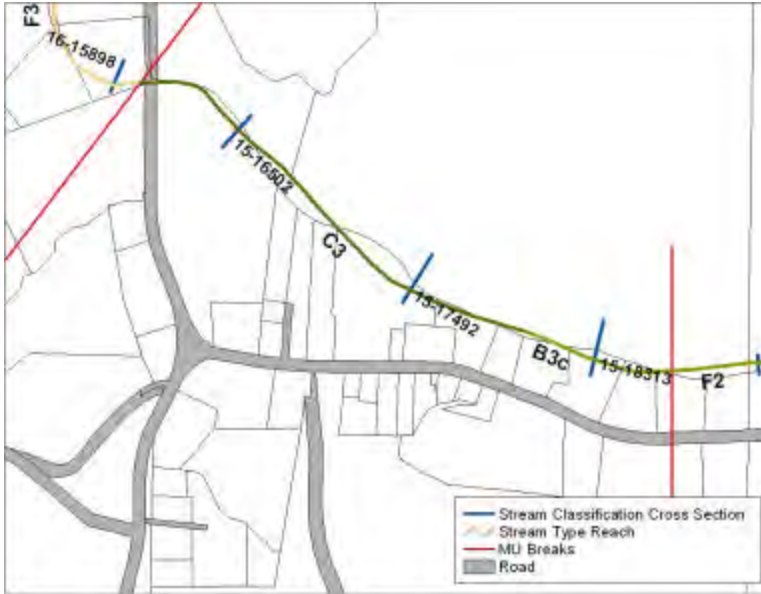 F3
16-15898
15-16502
C3
15-17492
B3c
15-18313
F2
Stream Classification Cross Section
Stream Type Reach
MU Breaks
Road